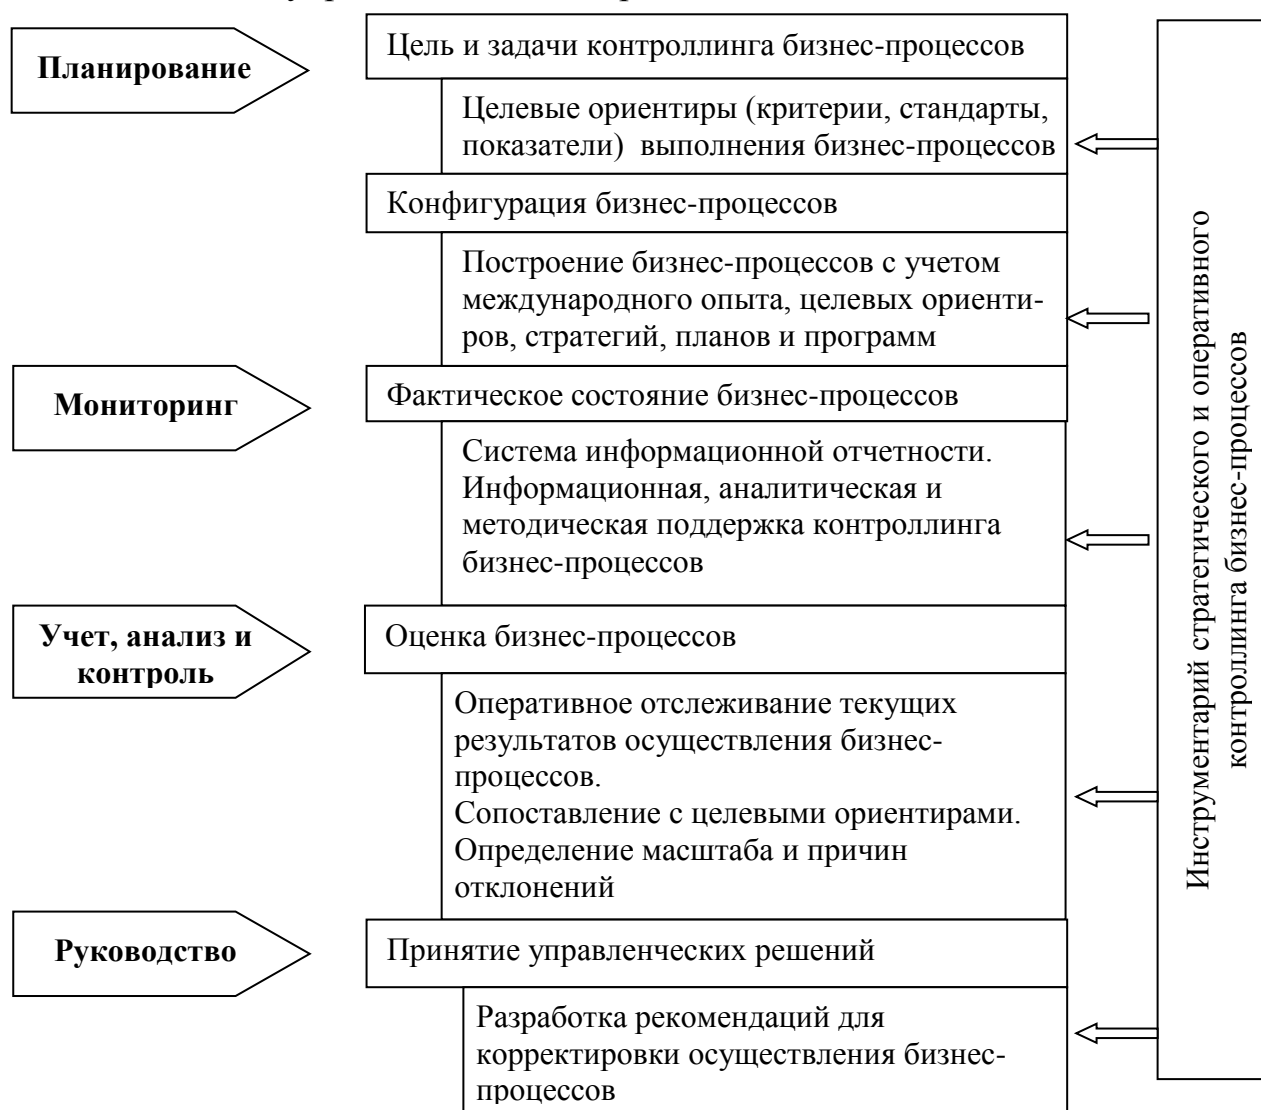 Планирование
Цель и задачи контроллинга бизнес-процессов
Целевые ориентиры (критерии, стандарты,
показатели) выполнения бизнес-процессов
Конфигурация бизнес-процессов
Построение бизнес-процессов с учетом
международного опыта, целевых ориенти-
ров, стратегий, планов и программ
Мониторинг
Фактическое состояние бизнес-процессов
Система информационной отчетности.
Информационная, аналитическая и
методическая поддержка контроллинга
бизнес-процессов
Учет, анализ и
контроль
Оценка бизнес-процессов
Оперативное отслеживание текущих
результатов осуществления бизнес-
процессов.
Сопоставление с целевыми ориентирами.
Определение масштаба и причин
отклонений
Руководство
Принятие управленческих решений
Разработка рекомендаций для
корректировки осуществления бизнес-
процессов
Инструментарий стратегического и оперативного
контроллинга бизнес-процессов